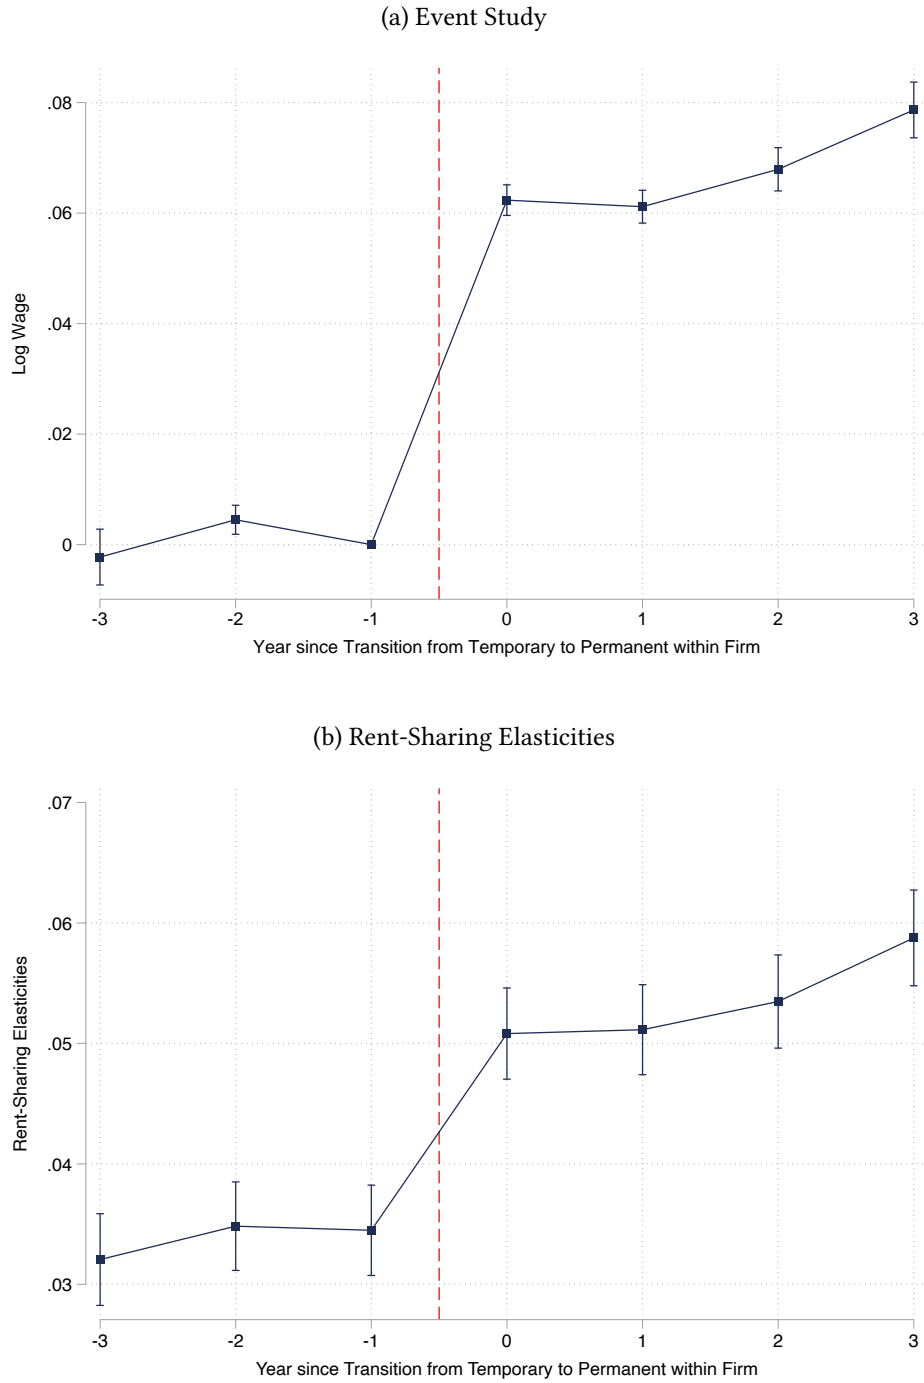 (a) Event Study
.08
.06
.04
.02
0
Log Wage
-3 -2 -1 0 1 2 3
Year since Transition from Temporary to Permanent within Firm
(b) Rent-Sharing Elasticities
.07
.06
.05
.04
.03
Rent-Sharing Elasticities
-3 -2 -1 0 1 2 3
Year since Transition from Temporary to Permanent within Firm